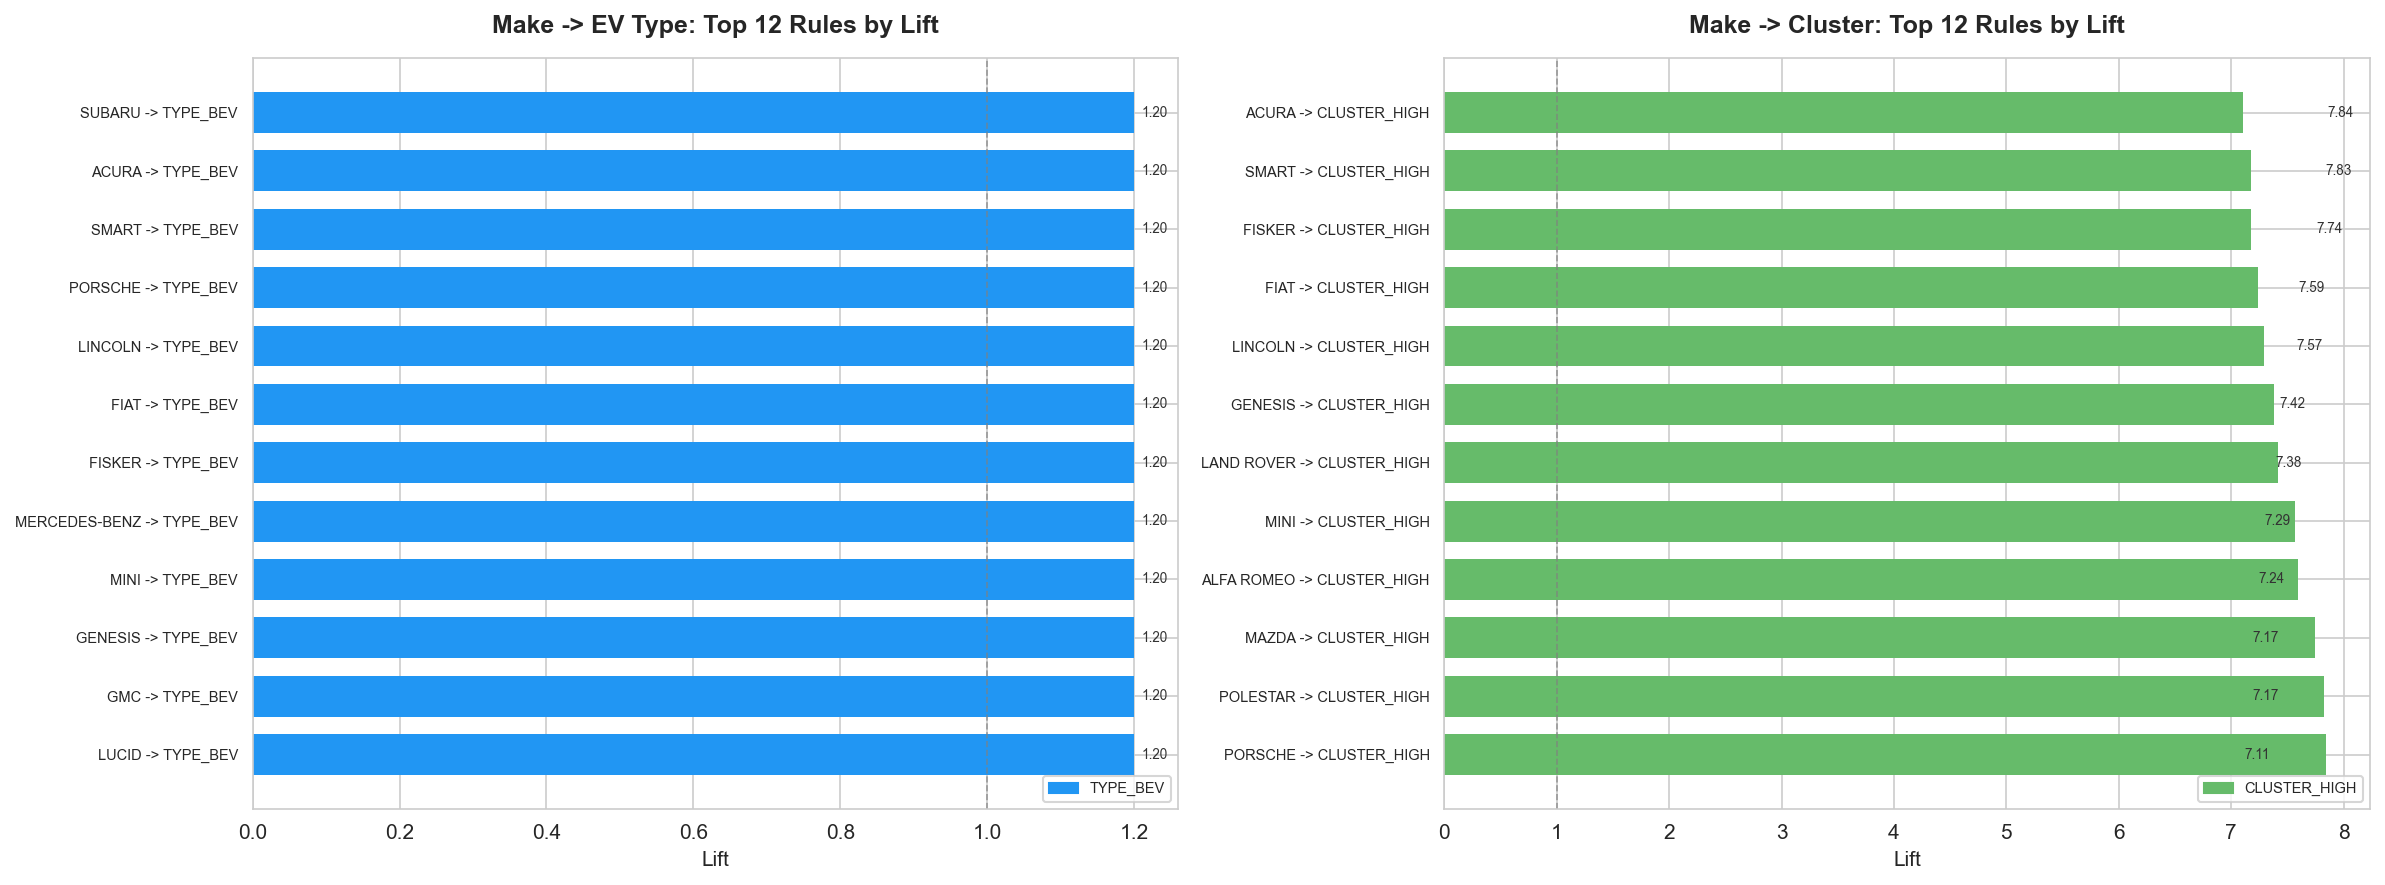 Make -> EV Type: Top 12 Rules by Lift
SUBARU -> TYPE_BEV 1.20
ACURA -> TYPE_BEV 1.20
SMART -> TYPE_BEV 1.20
PORSCHE -> TYPE_BEV 1.20
LINCOLN -> TYPE_BEV 1.20
FIAT -> TYPE_BEV 1.20
FISKER -> TYPE_BEV 1.20
MERCEDES-BENZ -> TYPE_BEV 1.20
MINI -> TYPE_BEV 1.20
GENESIS -> TYPE_BEV 1.20
GMC -> TYPE_BEV 1.20
LUCID -> TYPE_BEV 1.20
TYPE_BEV
0.0 0.2 0.4 0.6 0.8 1.0 1.2
Lift
Make -> Cluster: Top 12 Rules by Lift
ACURA -> CLUSTER_HIGH 7.84
SMART -> CLUSTER_HIGH 7.83
FISKER -> CLUSTER_HIGH 7.74
FIAT -> CLUSTER_HIGH 7.59
LINCOLN -> CLUSTER_HIGH 7.57
GENESIS -> CLUSTER_HIGH 7.42
LAND ROVER -> CLUSTER_HIGH 7.38
MINI -> CLUSTER_HIGH 7.29
ALFA ROMEO -> CLUSTER_HIGH 7.24
MAZDA -> CLUSTER_HIGH 7.17
POLESTAR -> CLUSTER_HIGH 7.17
PORSCHE -> CLUSTER_HIGH 7.11
CLUSTER_HIGH
0 1 2 3 4 5 6 7 8
Lift